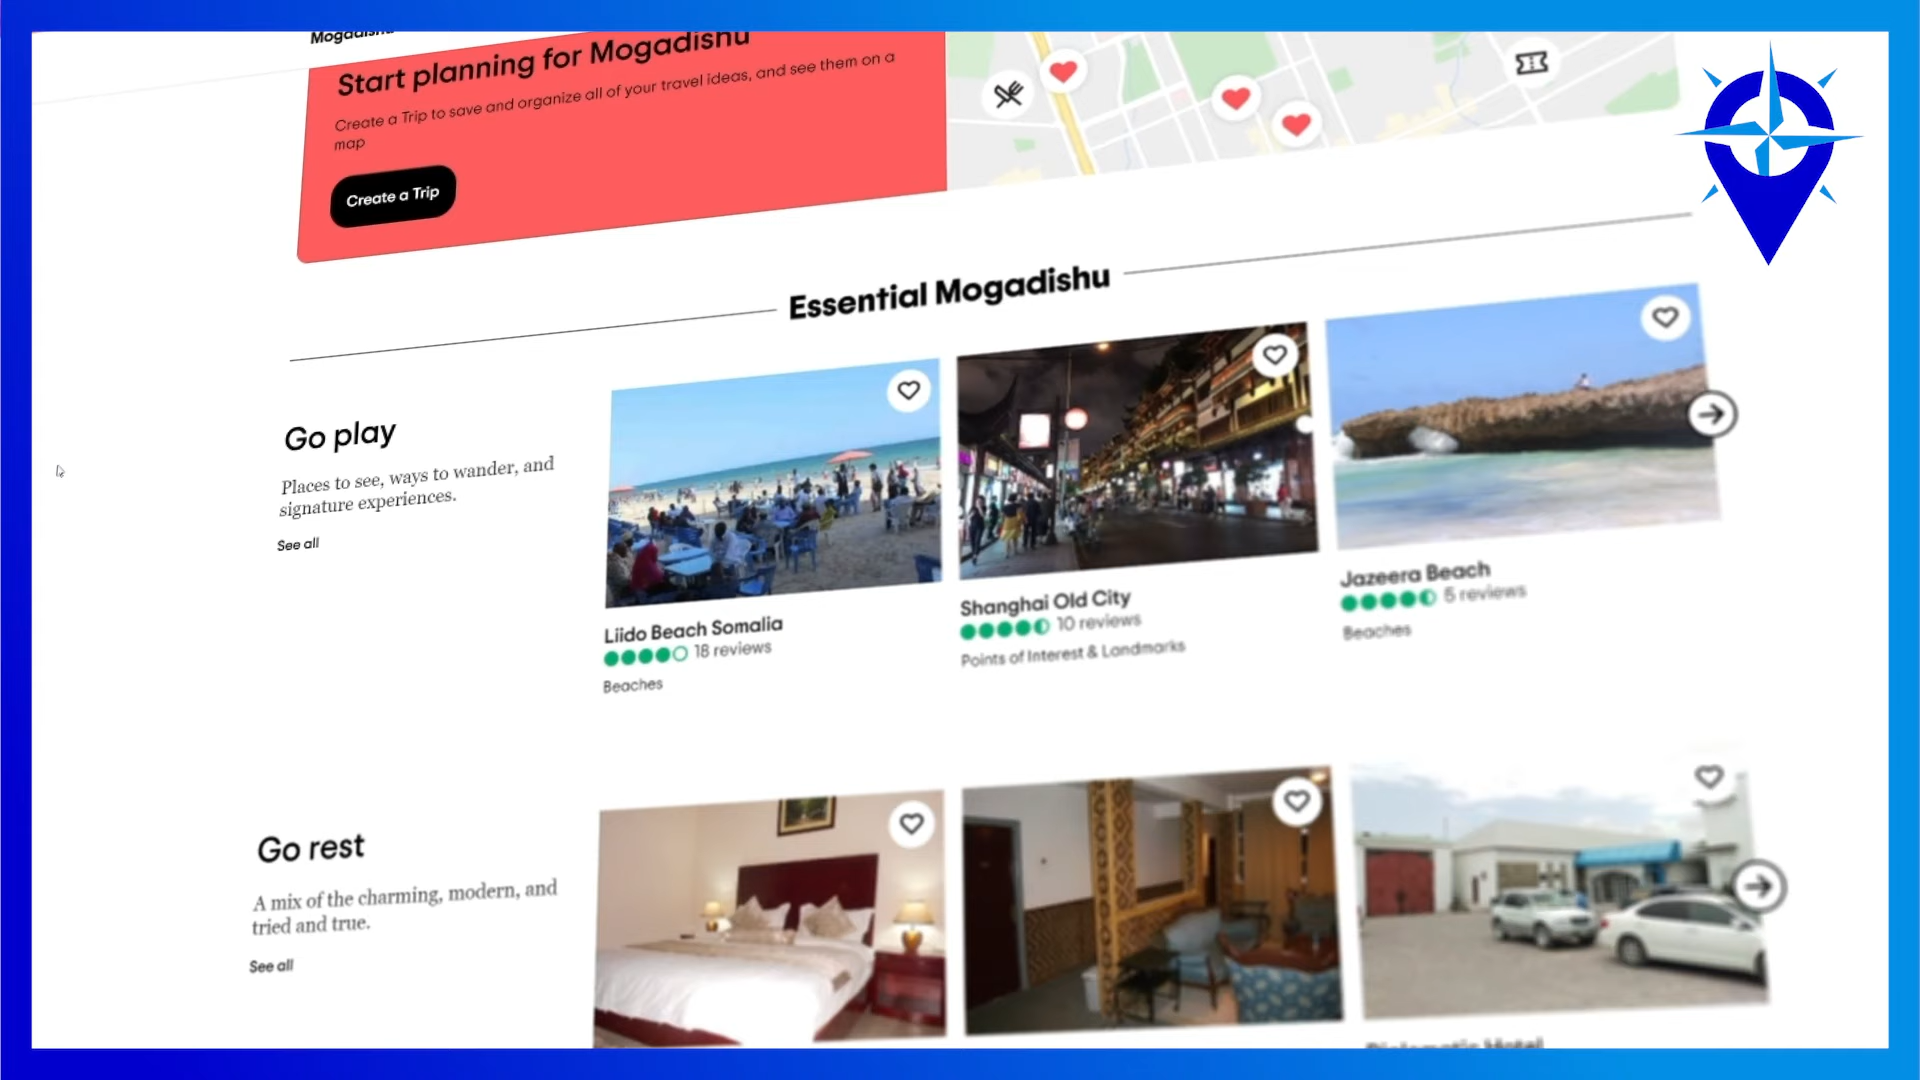 Mogadishu
Start planning for Mogadishu
Create a Trip to save and organize all of your travel ideas, and see them on a
map
Create a Trip
Essential Mogadishu
Go play
Places to see, ways to wander, and
signature experiences.
See all
Liido Beach Somalia
18 reviews
Beaches
Shanghai Old City
10 reviews
Points of Interest & Landmarks
Jazeera Beach
5 reviews
Beaches
Go rest
A mix of the charming, modern, and
tried and true.
See all
Diplomatic Hotel